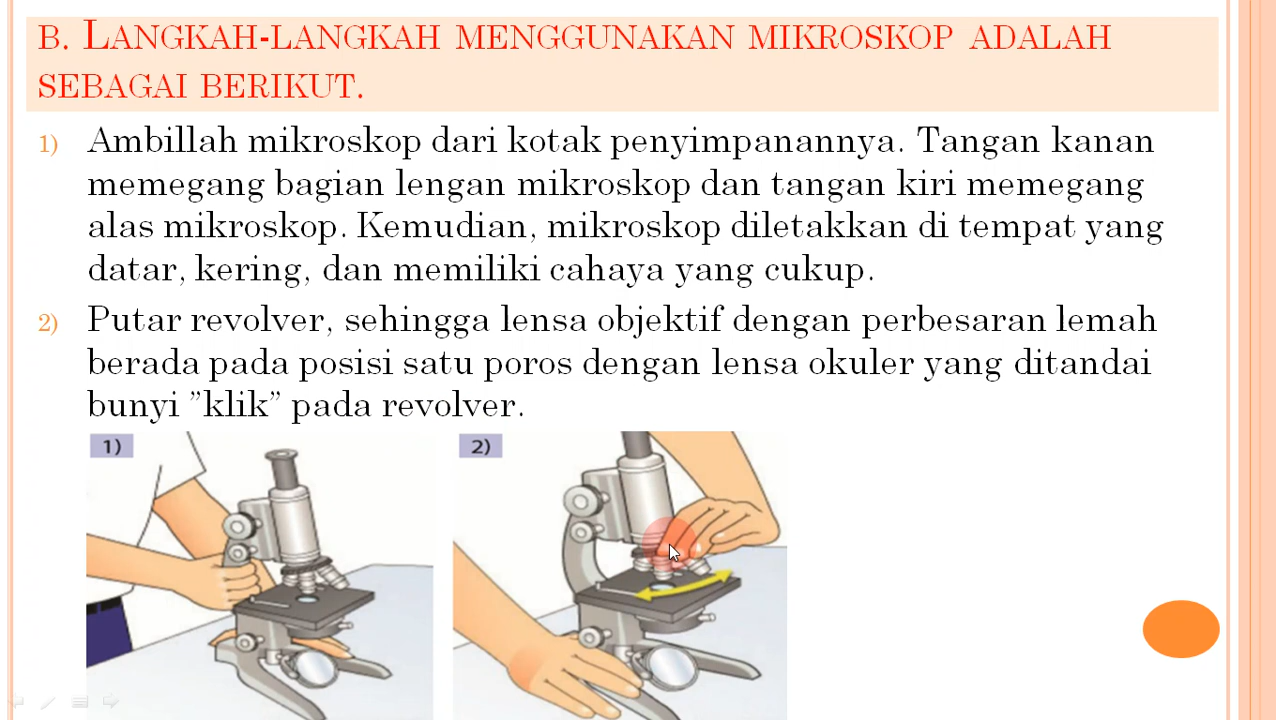 B. LANGKAH-LANGKAH MENGGUNAKAN MIKROSKOP ADALAH
SEBAGAI BERIKUT.
1) Ambillah mikroskop dari kotak penyimpanannya. Tangan kanan
memegang bagian lengan mikroskop dan tangan kiri memegang
alas mikroskop. Kemudian, mikroskop diletakkan di tempat yang
datar, kering, dan memiliki cahaya yang cukup.
2) Putar revolver, sehingga lensa objektif dengan perbesaran lemah
berada pada posisi satu poros dengan lensa okuler yang ditandai
bunyi ”klik” pada revolver.
1)
2)